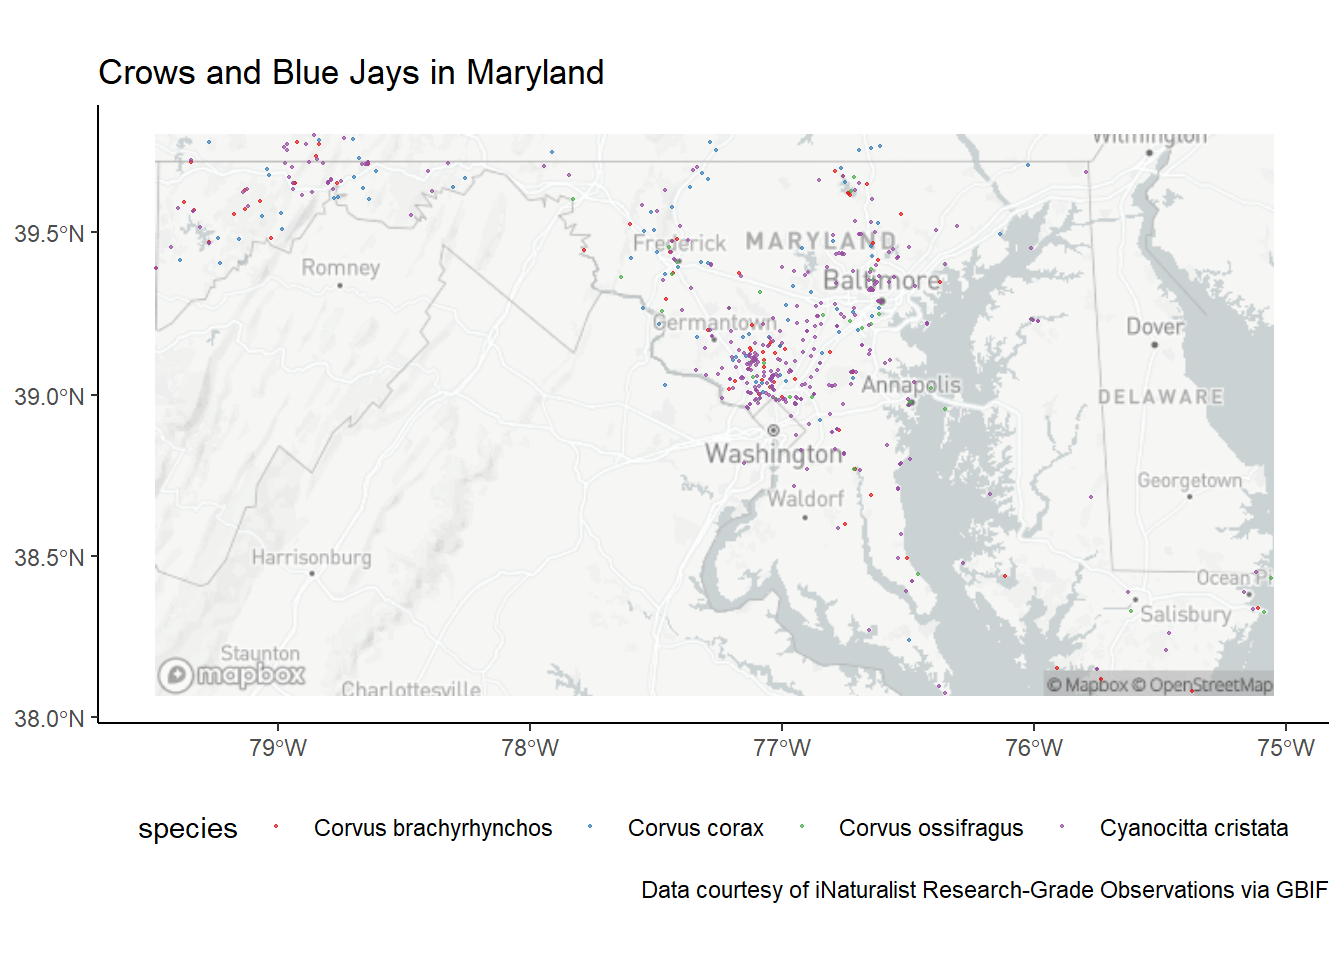 Crows and Blue Jays in Maryland
Wilmington
39.5°N
Frederick
MARYLAND
Romney
Baltimore
Germantown
Dover
39.0°N
Annapolis
DELAWARE
Washington
Waldorf
Georgetown
38.5°N
Harrisonburg
Ocean Pi
Salisbury
Staunton
mapbox
Charlottesville
© Mapbox © OpenStreetMap
38.0°N
79°W 78°W 77°W 76°W 75°W
species Corvus brachyrhynchos Corvus corax Corvus ossifragus Cyanocitta cristata
Data courtesy of iNaturalist Research-Grade Observations via GBIF